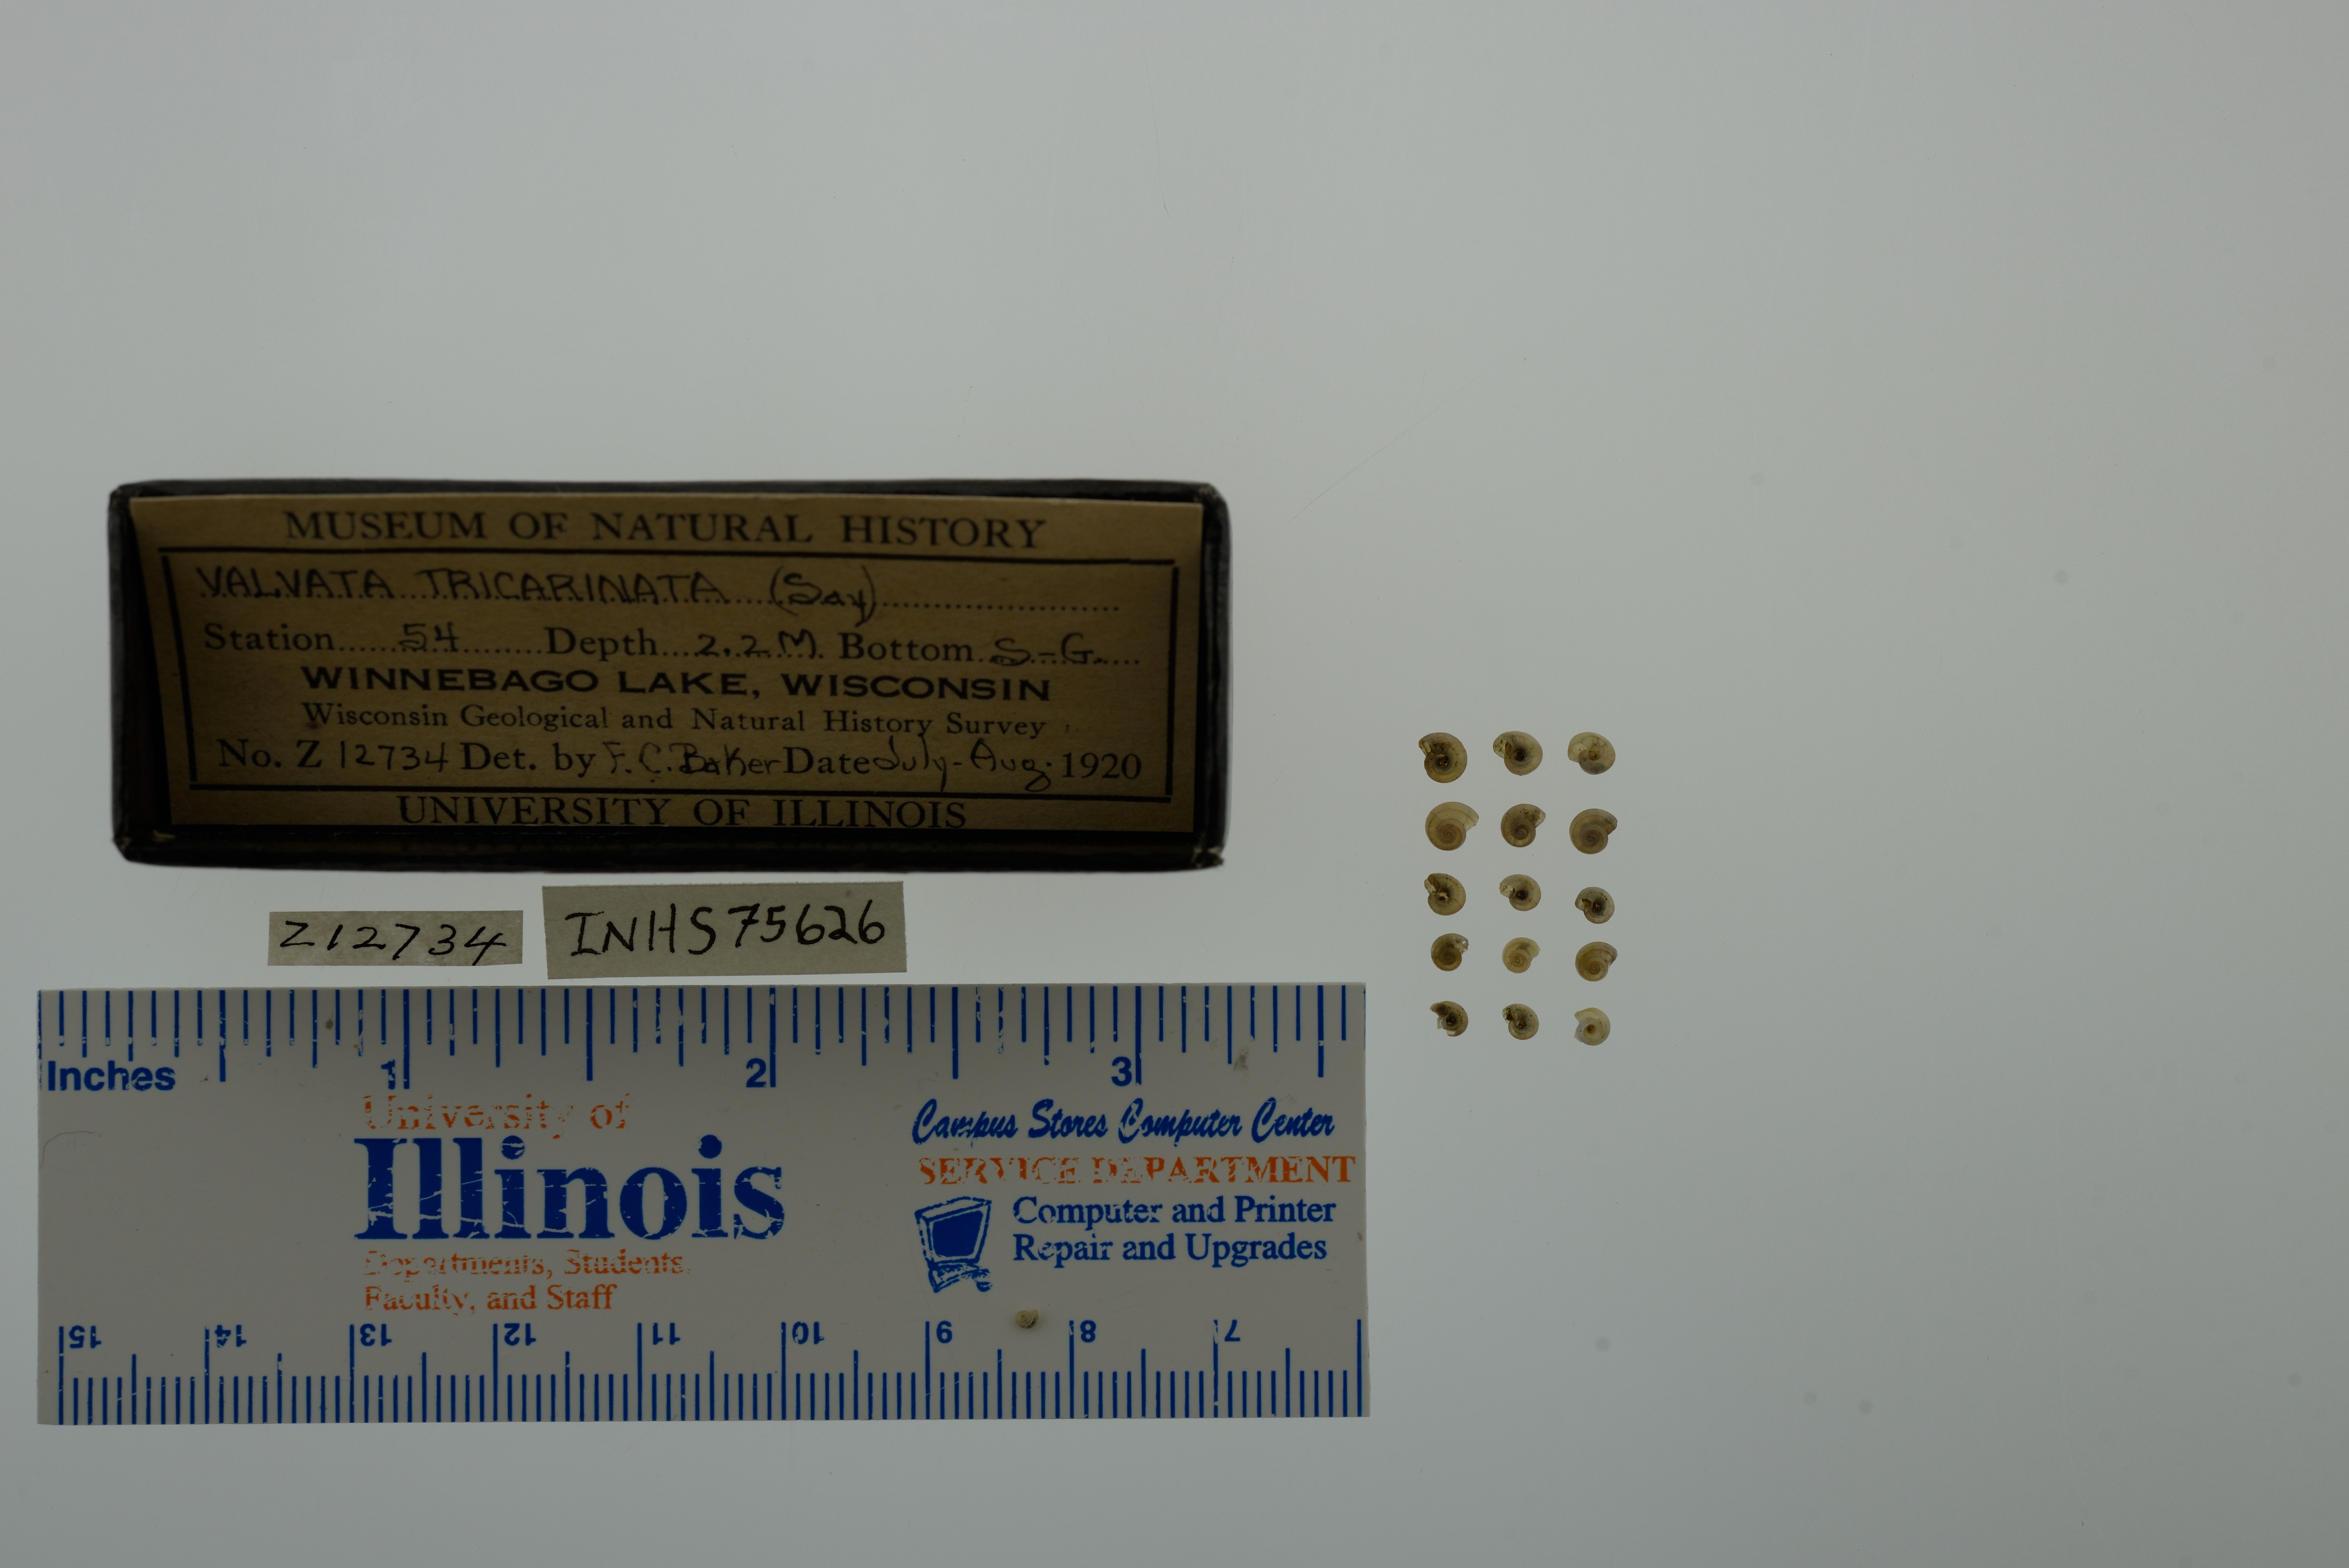 MUSEUM OF NATURAL HISTORY
VALVATA TRICARINATA (Say)
Station 54 Depth 2.2 M. Bottom S-G.
WINNEBAGO LAKE, WISCONSIN
Wisconsin Geological and Natural History Survey
No. Z 12734 Det. by F.C. Baker Date July-Aug. 1920
UNIVERSITY OF ILLINOIS
Z12734
INHS75626
Inches 1 2 3
University of
Illinois
Departments, Students,
Faculty, and Staff
Campus Stores Computer Center
SERVICE DEPARTMENT
Computer and Printer
Repair and Upgrades
15 14 13 12 11 10 9 8 7